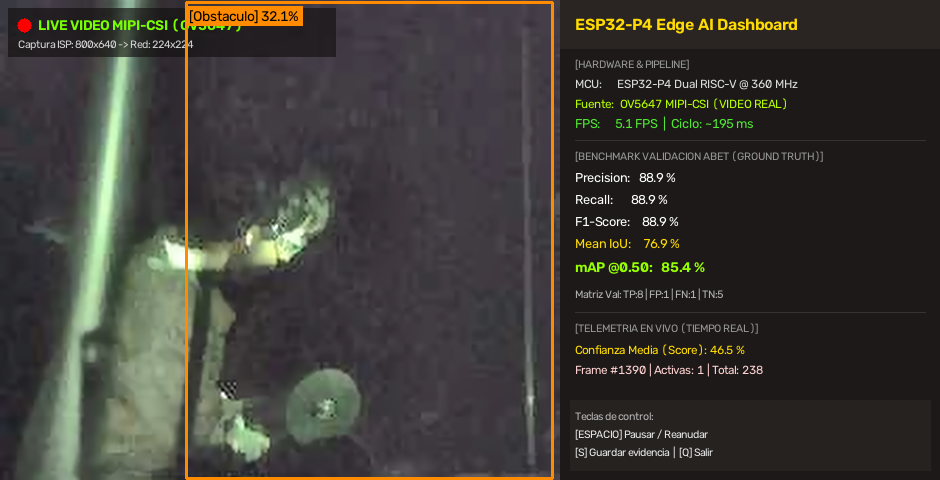 [Obstaculo] 32.1%
LIVE VIDEO MIPI-CSI (OV5647)
Captura ISP: 800x640 -> Red: 224x224
ESP32-P4 Edge AI Dashboard
[HARDWARE & PIPELINE]
MCU: ESP32-P4 Dual RISC-V @ 360 MHz
Fuente: OV5647 MIPI-CSI (VIDEO REAL)
FPS: 5.1 FPS | Ciclo: ~195 ms
[BENCHMARK VALIDACION ABET (GROUND TRUTH)]
Precision: 88.9 %
Recall: 88.9 %
F1-Score: 88.9 %
Mean IoU: 76.9 %
mAP @0.50: 85.4 %
Matriz Val: TP:8 | FP:1 | FN:1 | TN:5
[TELEMETRIA EN VIVO (TIEMPO REAL)]
Confianza Media (Score): 46.5 %
Frame #1390 | Activas: 1 | Total: 238
Teclas de control:
[ESPACIO] Pausar / Reanudar
[S] Guardar evidencia | [Q] Salir